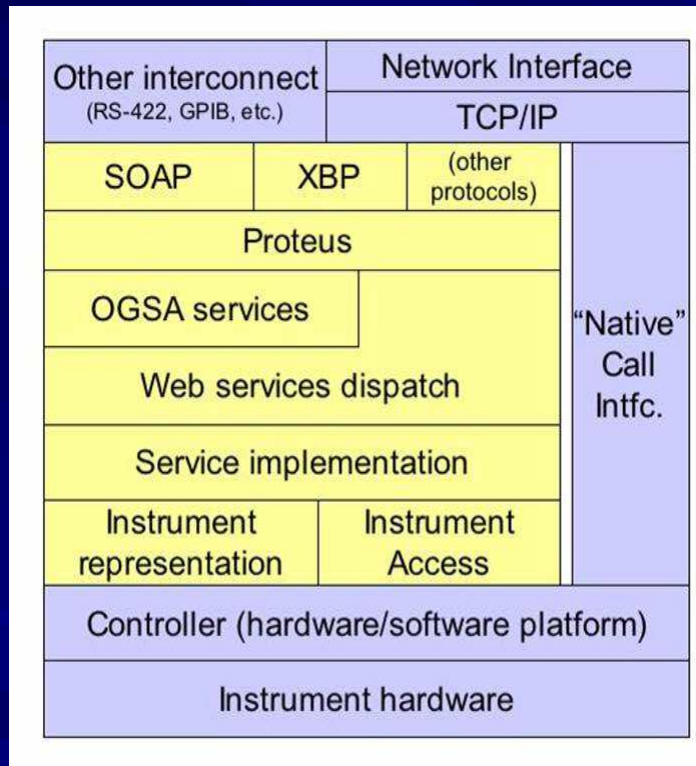 Other interconnect
(RS-422, GPIB, etc.)
Network Interface
TCP/IP
SOAP
XBP
(other
protocols)
Proteus
OGSA services
Web services dispatch
Service implementation
Instrument
representation
Instrument
Access
"Native"
Call
Intfc.
Controller (hardware/software platform)
Instrument hardware